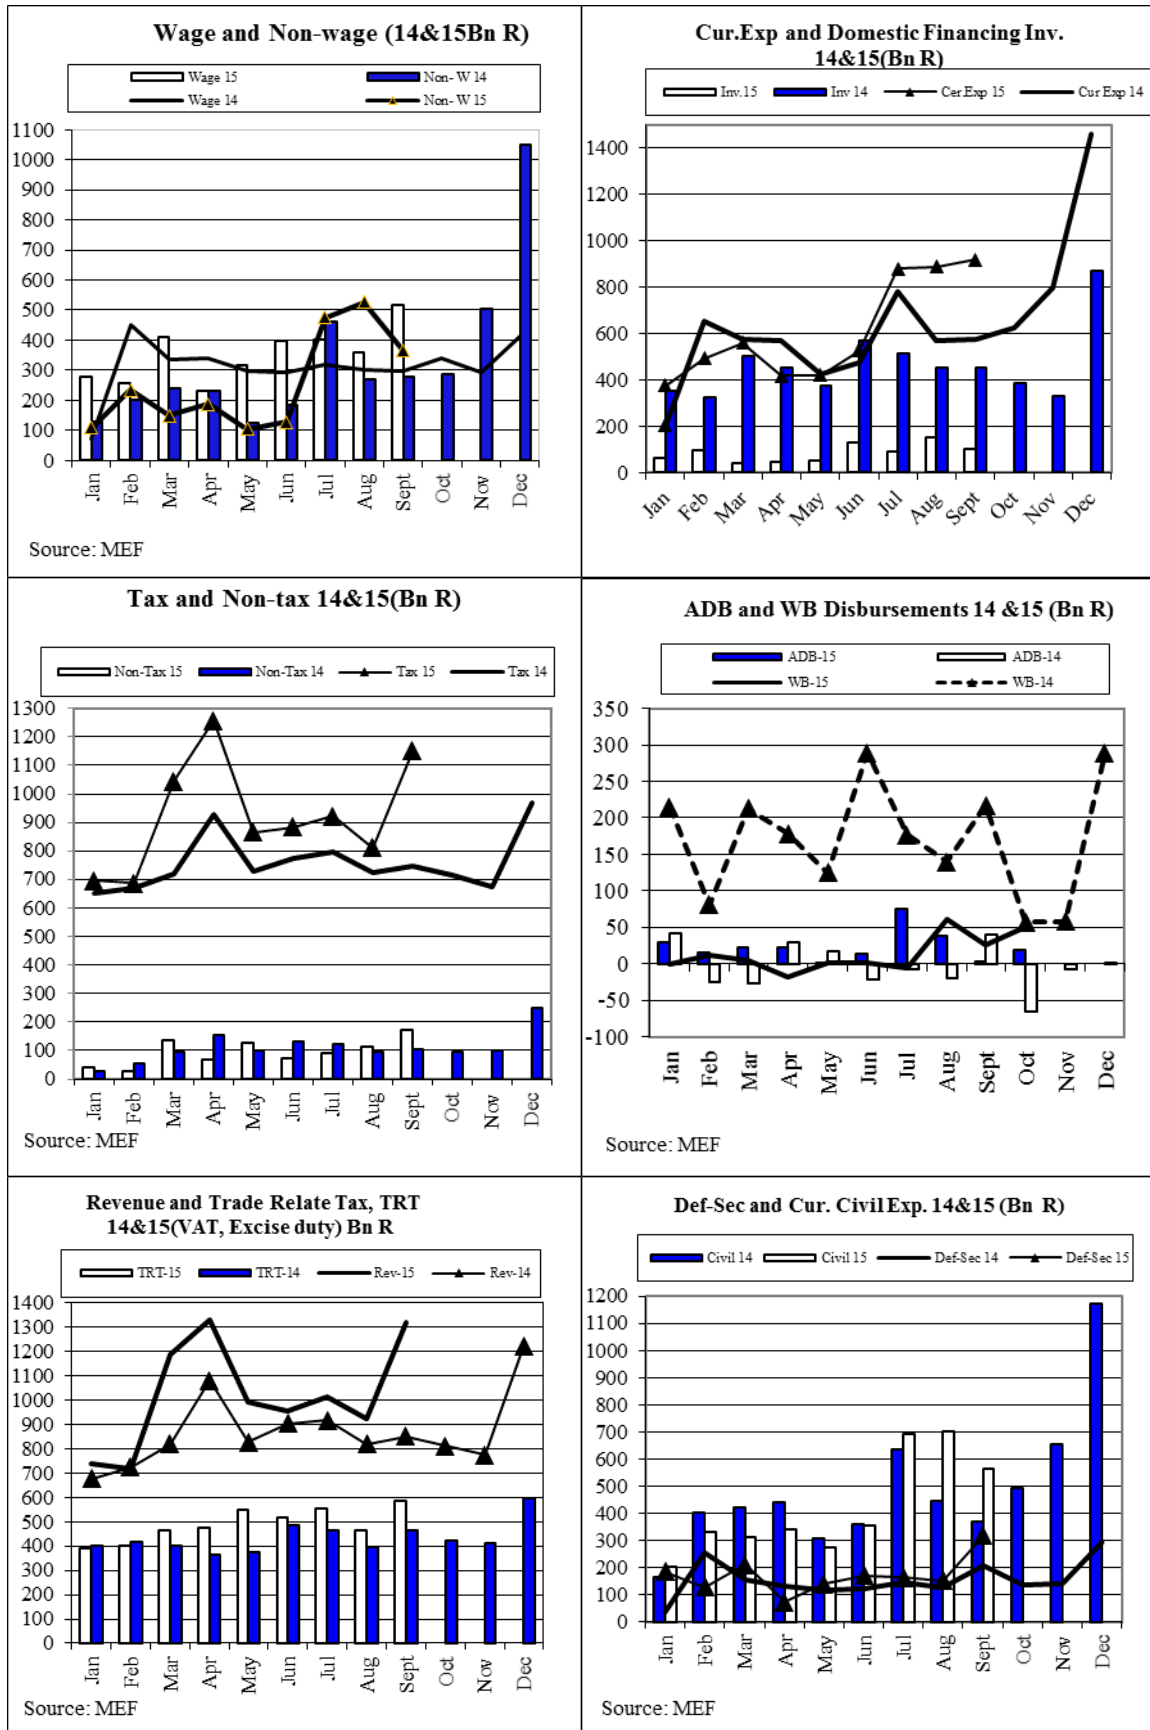 Wage and Non-wage (14&15Bn R)
Wage 15
Non- W 14
Wage 14
Non- W 15
1100
1000
900
800
700
600
500
400
300
200
100
0
Jan
Feb
Mar
Apr
May
Jun
Jul
Aug
Sept
Oct
Nov
Dec
Source: MEF
Cur.Exp and Domestic Financing Inv.
14&15(Bn R)
Inv.15
Inv 14
Cer.Exp 15
Cur Exp 14
1400
1200
1000
800
600
400
200
0
Jan
Feb
Mar
Apr
May
Jun
Jul
Aug
Sept
Oct
Nov
Dec
Tax and Non-tax 14&15(Bn R)
Non-Tax 15
Non-Tax 14
Tax 15
Tax 14
1300
1200
1100
1000
900
800
700
600
500
400
300
200
100
0
Jan
Feb
Mar
Apr
May
Jun
Jul
Aug
Sept
Oct
Nov
Dec
Source: MEF
ADB and WB Disbursements 14 &15 (Bn R)
ADB-15
ADB-14
WB-15
WB-14
350
300
250
200
150
100
50
0
-50
-100
Jan
Feb
Mar
Apr
May
Jun
Jul
Aug
Sept
Oct
Nov
Dec
Source: MEF
Revenue and Trade Relate Tax, TRT
14&15(VAT, Excise duty) Bn R
TRT-15
TRT-14
Rev-15
Rev-14
1400
1300
1200
1100
1000
900
800
700
600
500
400
300
200
100
0
Jan
Feb
Mar
Apr
May
Jun
Jul
Aug
Sept
Oct
Nov
Dec
Source: MEF
Def-Sec and Cur. Civil Exp. 14&15 (Bn R)
Civil 14
Civil 15
Def-Sec 14
Def-Sec 15
1200
1100
1000
900
800
700
600
500
400
300
200
100
0
Jan
Feb
Mar
Apr
May
Jun
Jul
Aug
Sept
Oct
Nov
Dec
Source: MEF